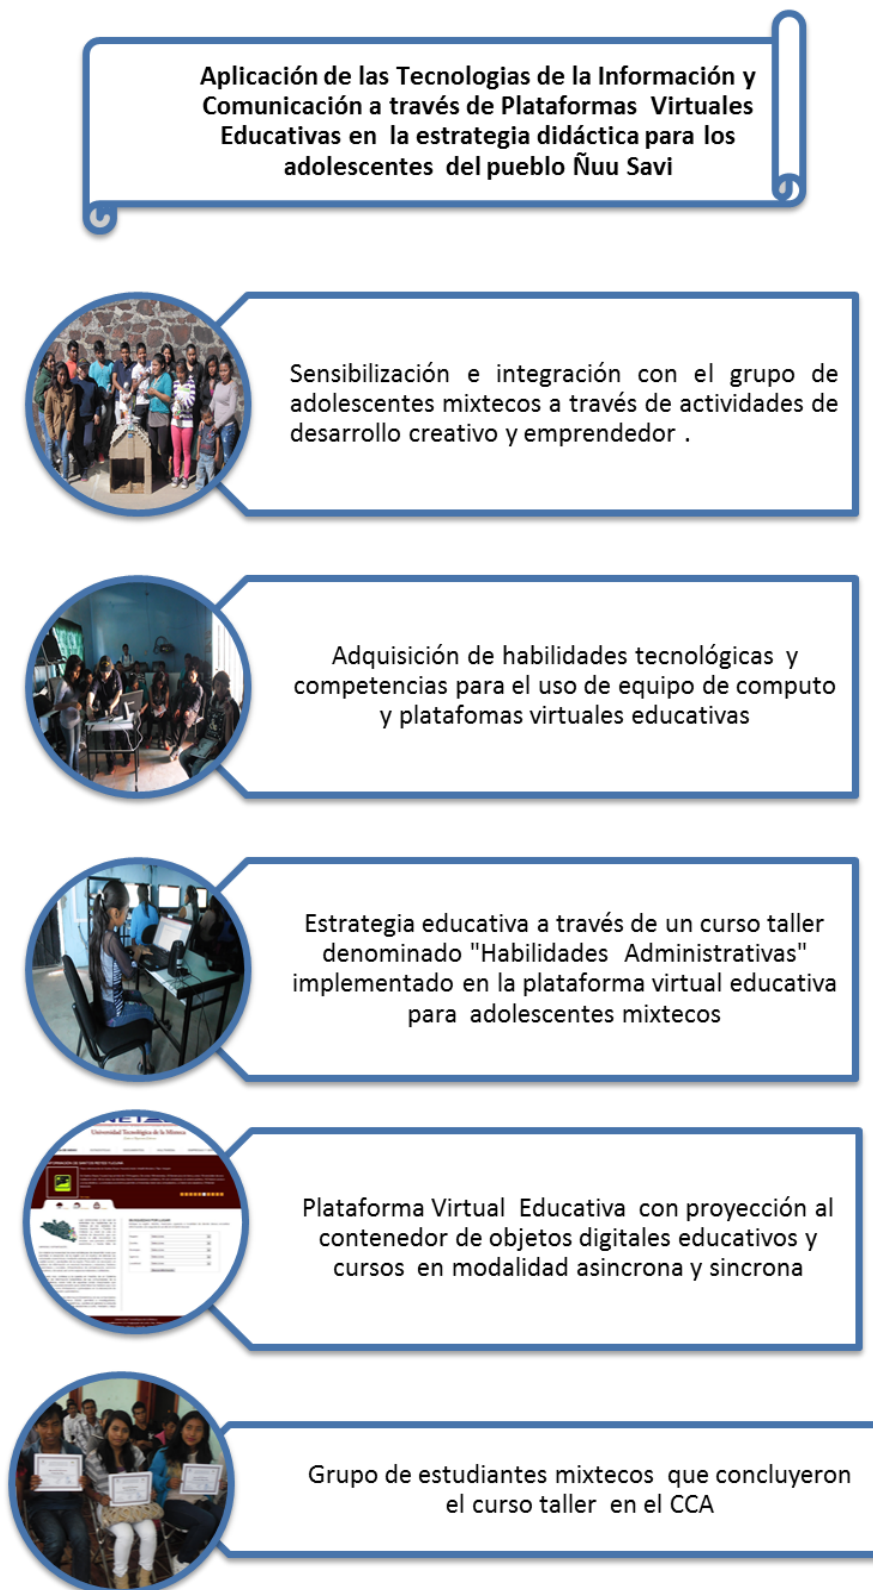 Aplicación de las Tecnologias de la Información y
Comunicación a través de Plataformas Virtuales
Educativas en la estrategia didáctica para los
adolescentes del pueblo Ñuu Savi
Sensibilización e integración con el grupo de
adolescentes mixtecos a través de actividades de
desarrollo creativo y emprendedor .
Adquisición de habilidades tecnológicas y
competencias para el uso de equipo de computo
y platafomas virtuales educativas
Estrategia educativa a través de un curso taller
denominado "Habilidades Administrativas"
implementado en la plataforma virtual educativa
para adolescentes mixtecos
Universidad Tecnológica de la Mixteca
Plataforma Virtual Educativa con proyección al
contenedor de objetos digitales educativos y
cursos en modalidad asincrona y sincrona
Grupo de estudiantes mixtecos que concluyeron
el curso taller en el CCA